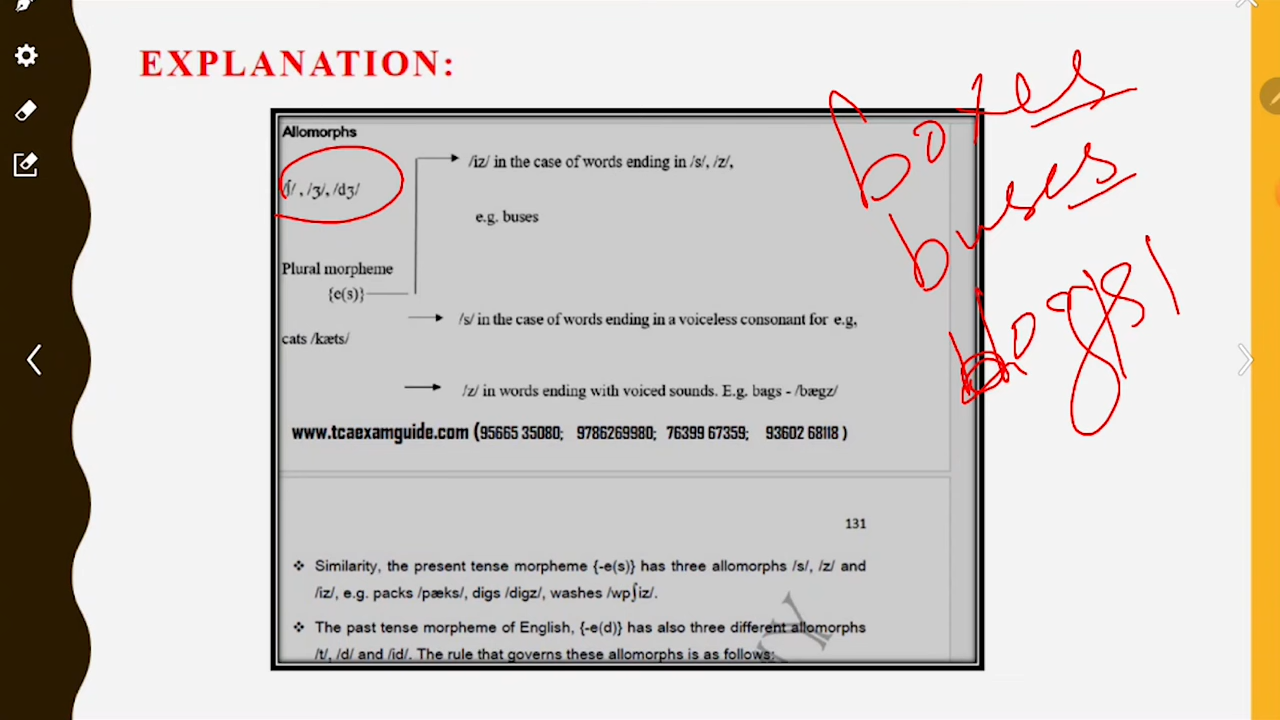 EXPLANATION:
Allomorphs
/iz/ in the case of words ending in /s/, /z/,
/ʃ/ , /ʒ/, /dʒ/
e.g. buses
Plural morpheme
{e(s)}
/s/ in the case of words ending in a voiceless consonant for e.g,
cats /kæts/
/z/ in words ending with voiced sounds. E.g. bags - /bægz/
www.tcaexamguide.com (95665 35080; 9786269980; 76399 67359; 93602 68118 )
131
❖ Similarity, the present tense morpheme {-e(s)} has three allomorphs /s/, /z/ and
/iz/, e.g. packs /pæks/, digs /digz/, washes /wpʃiz/.
❖ The past tense morpheme of English, {-e(d)} has also three different allomorphs
/t/, /d/ and /id/. The rule that governs these allomorphs is as follows:
boxes
buses